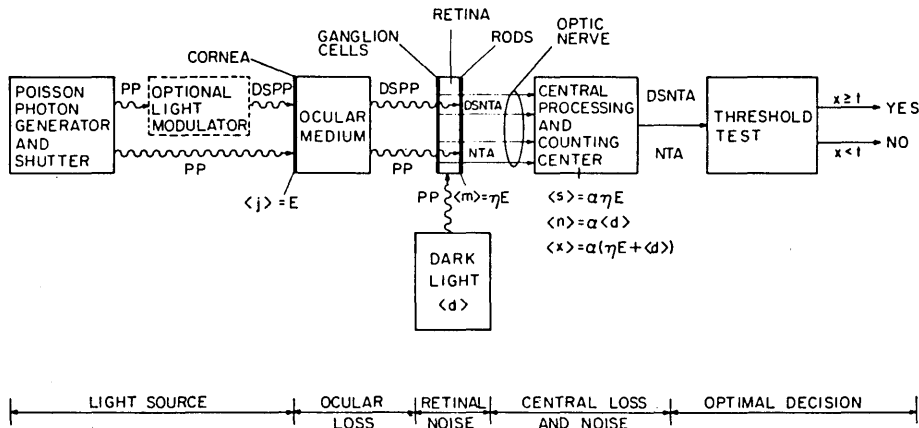 RETINA
GANGLION
CELLS
RODS
OPTIC
NERVE
CORNEA
POISSON
PHOTON
GENERATOR
AND
SHUTTER
PP
OPTIONAL
LIGHT
MODULATOR
DSPP
PP
OCULAR
MEDIUM
DSPP
PP
DSNTA
NTA
CENTRAL
PROCESSING
AND
COUNTING
CENTER
DSNTA
NTA
THRESHOLD
TEST
x≥t
YES
x<t
NO
⟨j⟩=E
PP
⟨m⟩=ηE
⟨s⟩=αηE
⟨n⟩=α⟨d⟩
⟨x⟩=α(ηE+⟨d⟩)
DARK
LIGHT
⟨d⟩
LIGHT SOURCE
OCULAR
LOSS
RETINAL
NOISE
CENTRAL LOSS
AND NOISE
OPTIMAL DECISION